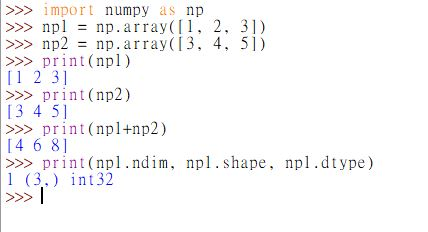 >>> import numpy as np
>>> np1 = np.array([1, 2, 3])
>>> np2 = np.array([3, 4, 5])
>>> print(np1)
[1 2 3]
>>> print(np2)
[3 4 5]
>>> print(np1+np2)
[4 6 8]
>>> print(np1.ndim, np1.shape, np1.dtype)
1 (3,) int32
>>>